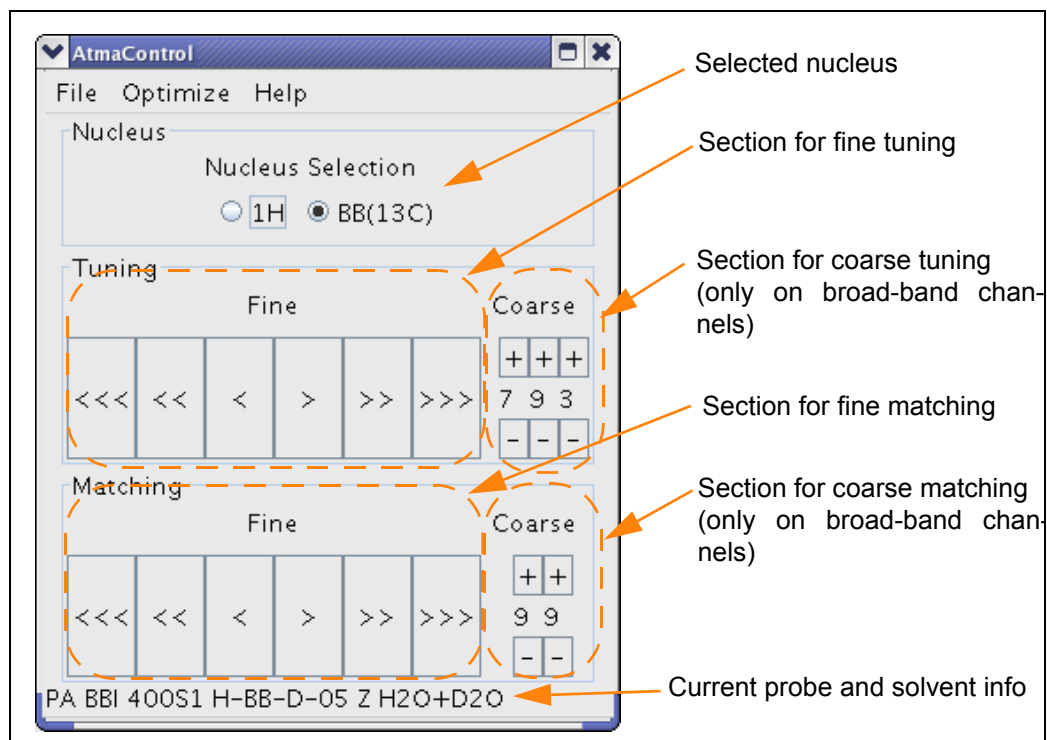 AtmaControl
File Optimize Help
Nucleus
Nucleus Selection
1H BB(13C)
Tuning
Fine
Coarse
+ + +
<<< << < > >> >>> 7 9 3
- - -
Matching
Fine
Coarse
+ +
<<< << < > >> >>> 9 9
- -
PA BBI 400S1 H-BB-D-05 Z H2O+D2O
Selected nucleus
Section for fine tuning
Section for coarse tuning
(only on broad-band chan-
nels)
Section for fine matching
Section for coarse matching
(only on broad-band chan-
nels)
Current probe and solvent info